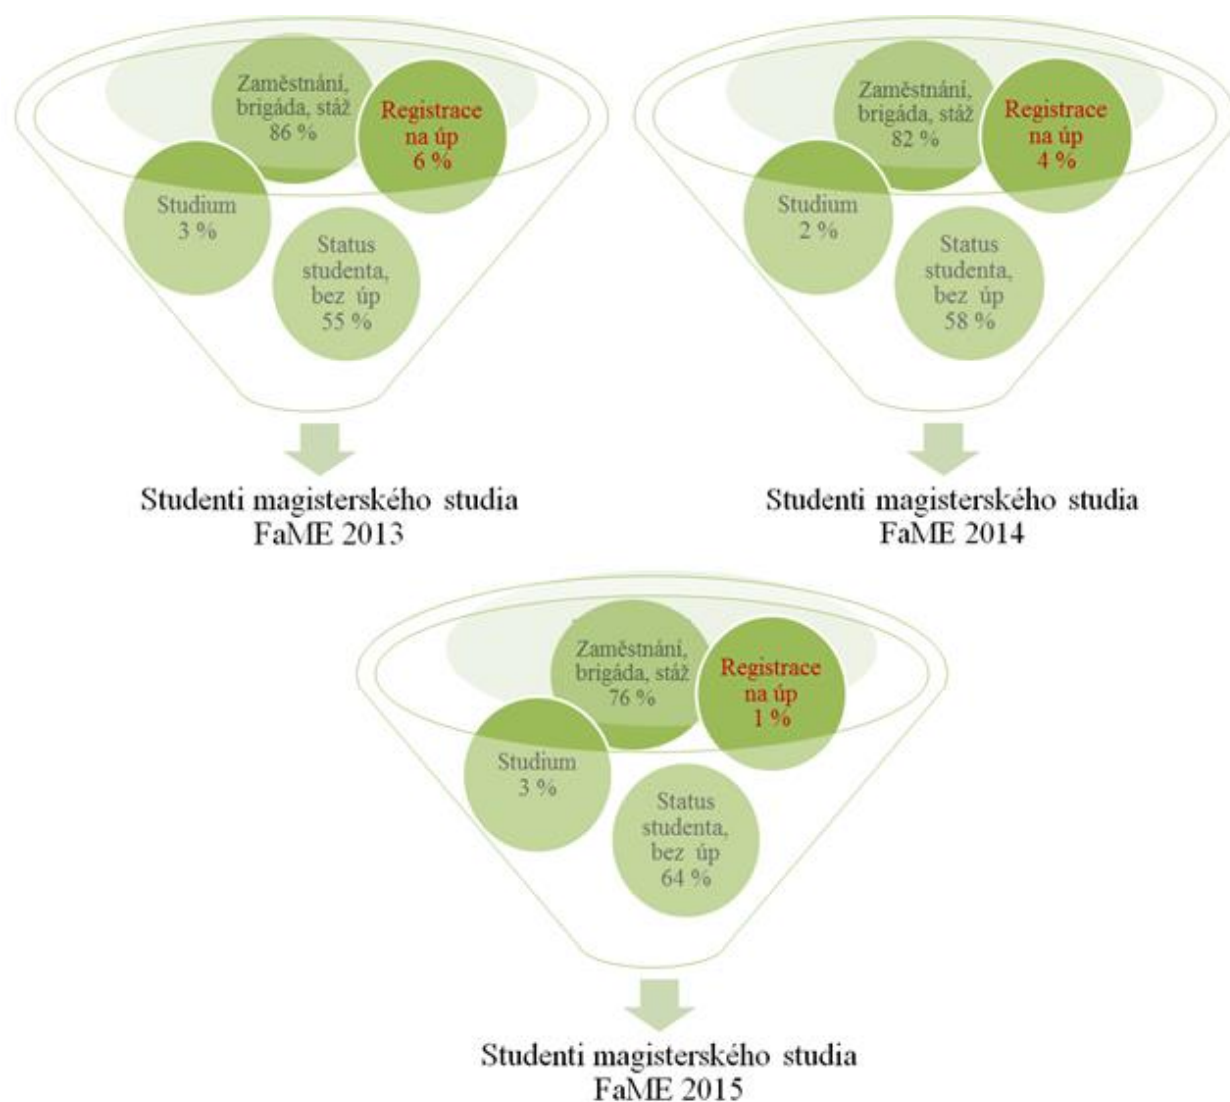 Zaměstnání,
brigáda, stáž
86 %
Registrace
na úp
6 %
Studium
3 %
Status
studenta,
bez úp
55 %
Studenti magisterského studia
FaME 2013
Zaměstnání,
brigáda, stáž
82 %
Registrace
na úp
4 %
Studium
2 %
Status
studenta,
bez úp
58 %
Studenti magisterského studia
FaME 2014
Zaměstnání,
brigáda, stáž
76 %
Registrace
na úp
1 %
Studium
3 %
Status
studenta,
bez úp
64 %
Studenti magisterského studia
FaME 2015